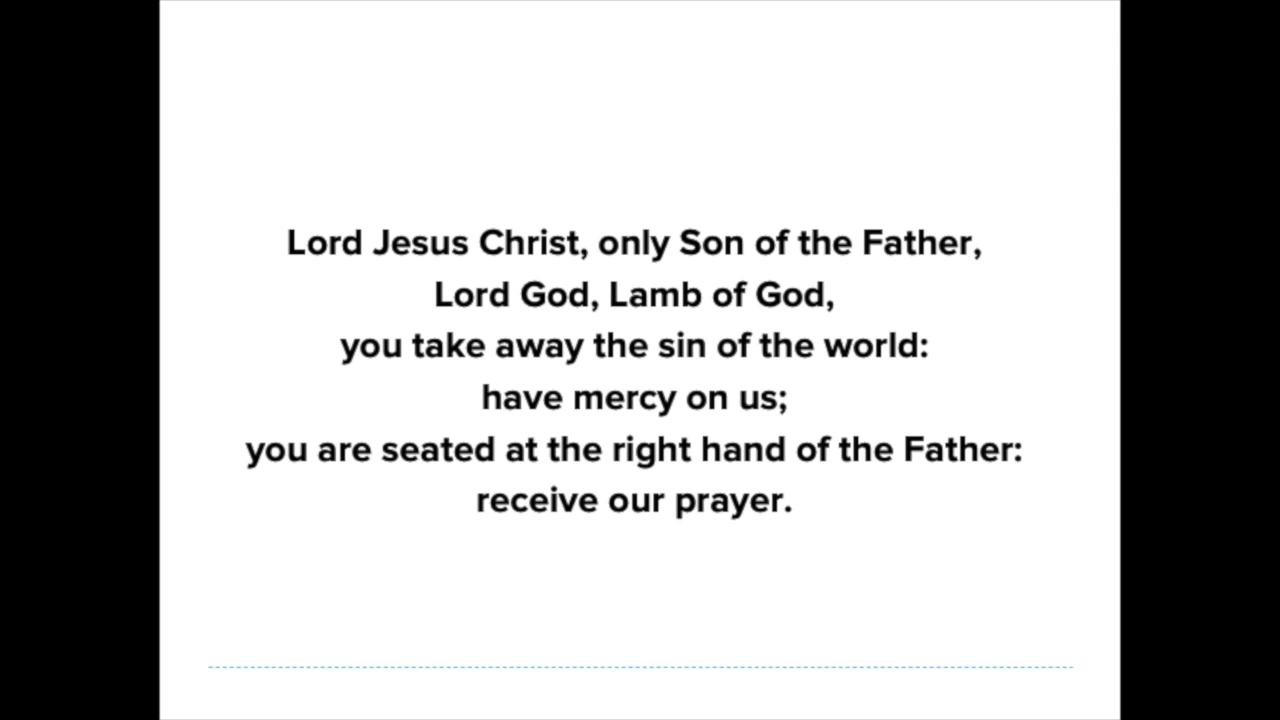 Lord Jesus Christ, only Son of the Father,
Lord God, Lamb of God,
you take away the sin of the world:
have mercy on us;
you are seated at the right hand of the Father:
receive our prayer.